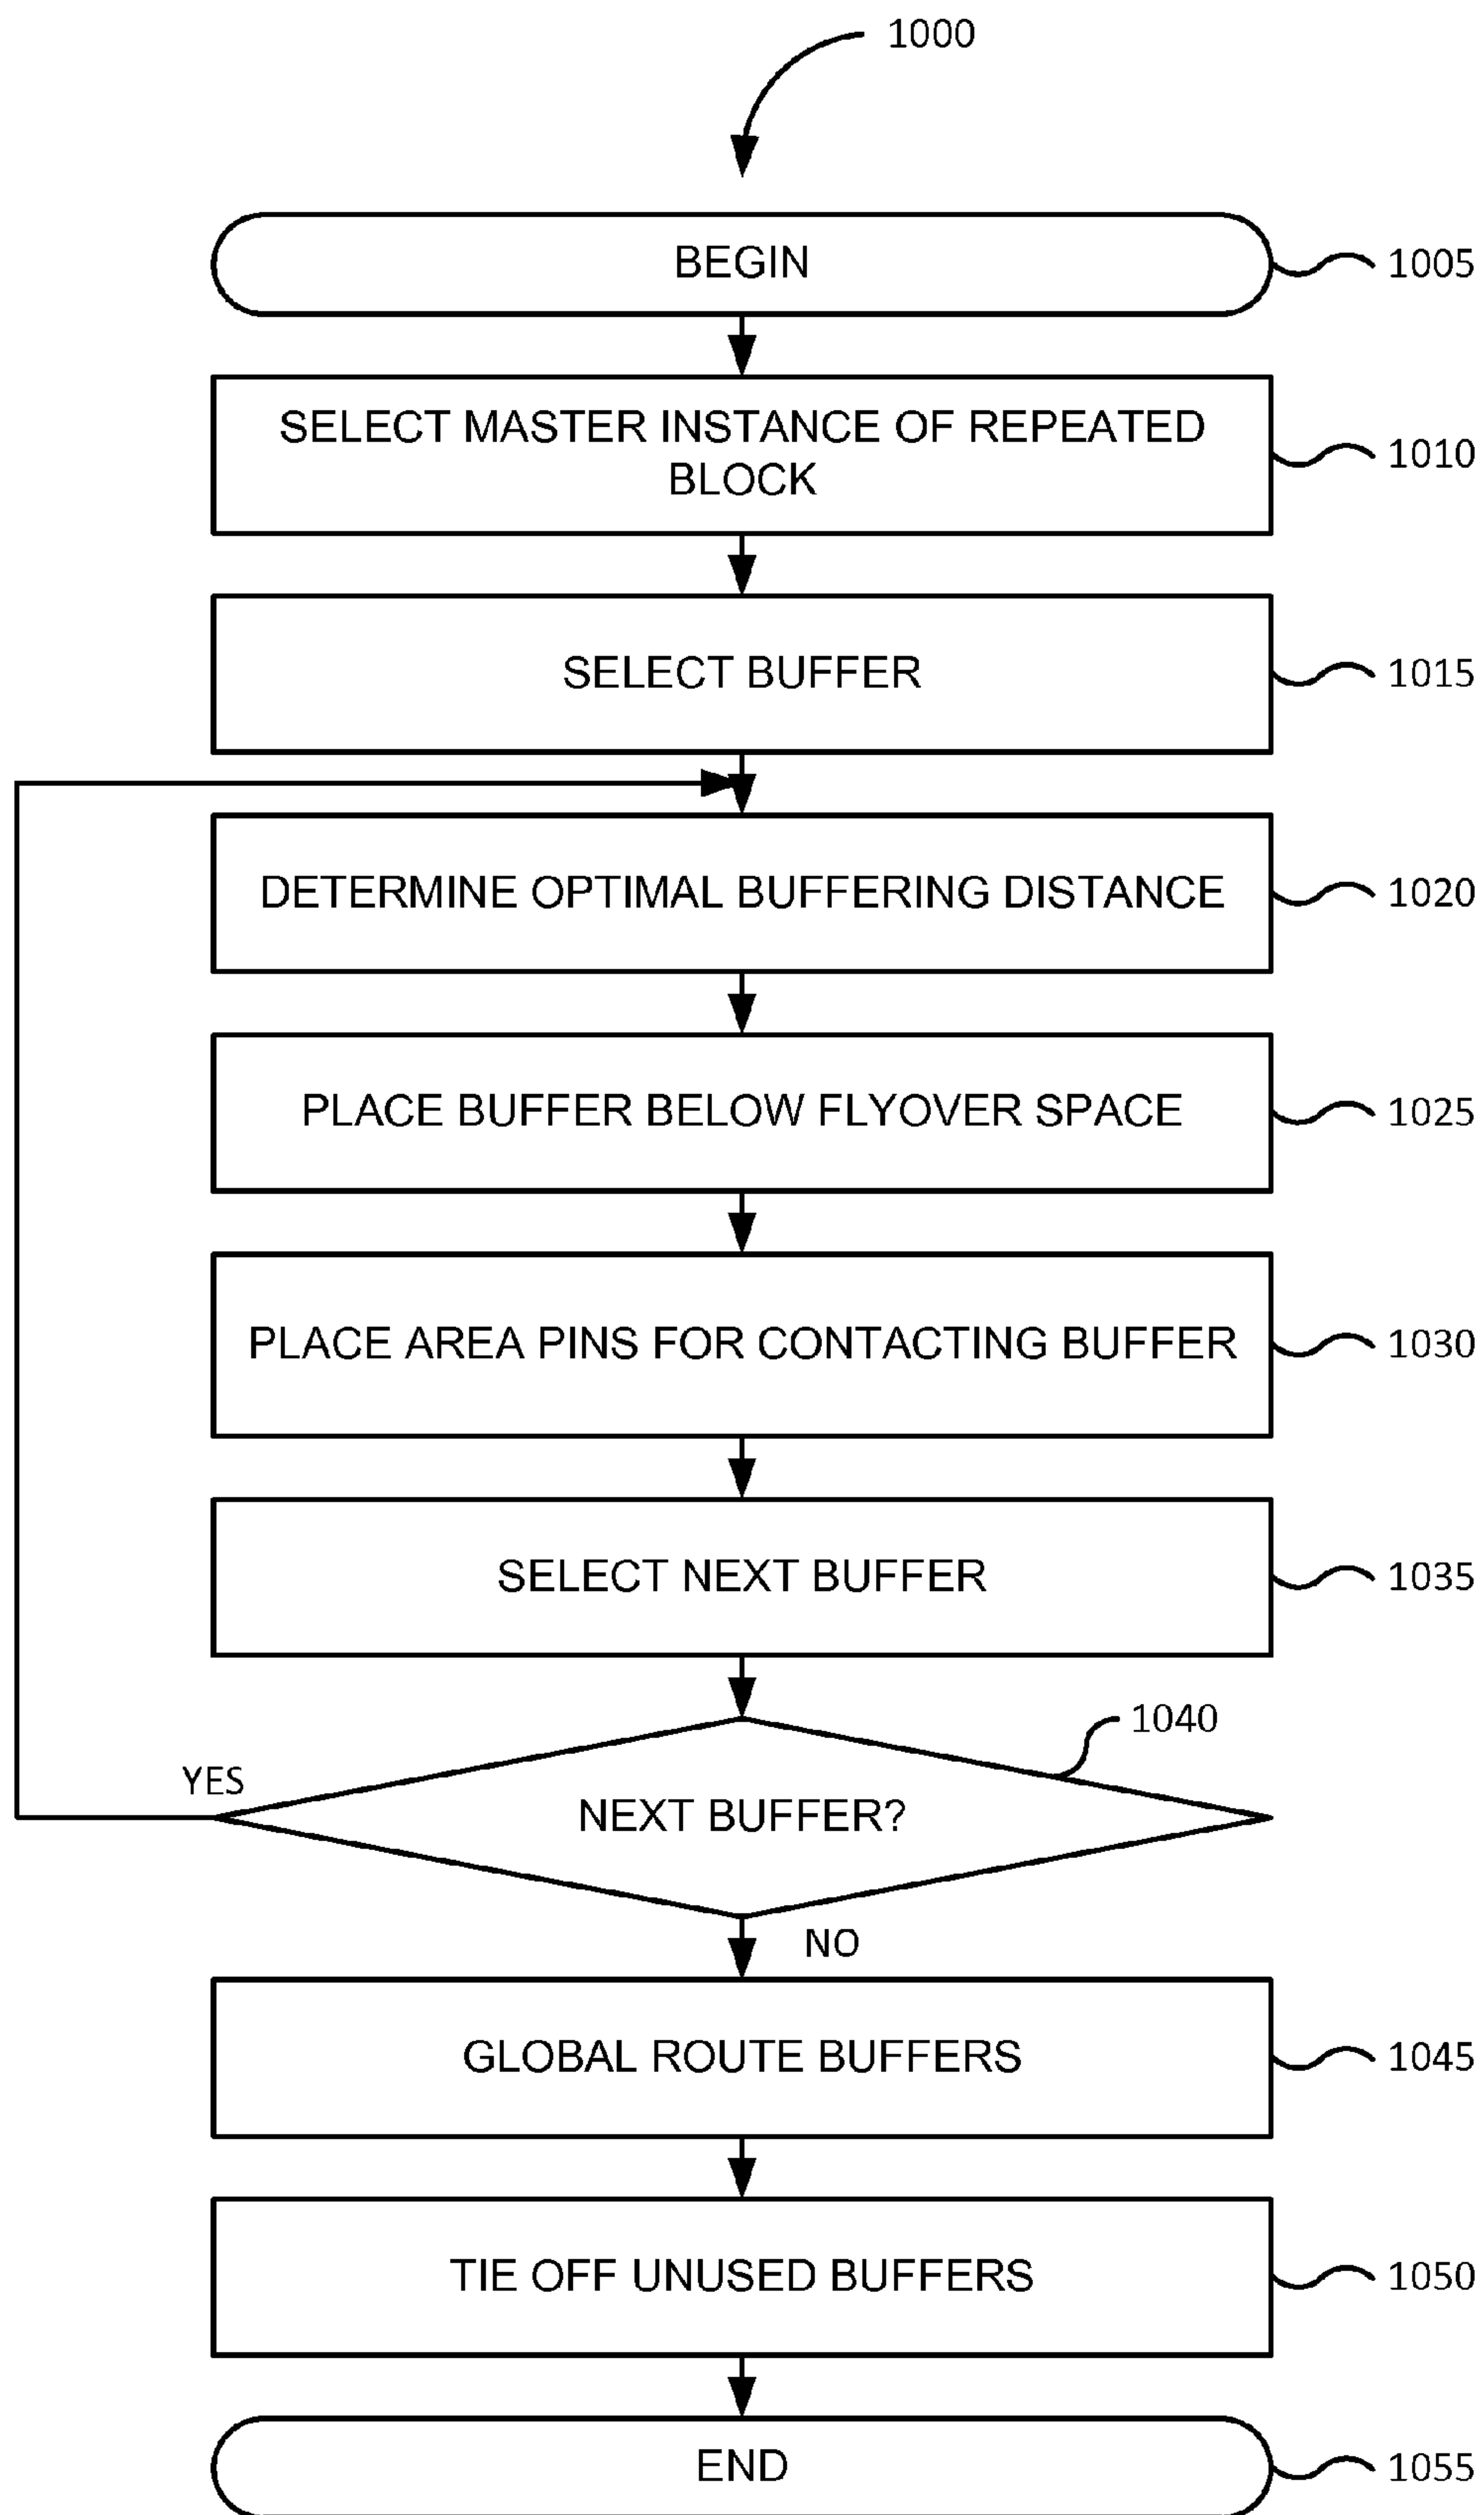 1000
BEGIN
1005
SELECT MASTER INSTANCE OF REPEATED
BLOCK
1010
SELECT BUFFER
1015
DETERMINE OPTIMAL BUFFERING DISTANCE
1020
PLACE BUFFER BELOW FLYOVER SPACE
1025
PLACE AREA PINS FOR CONTACTING BUFFER
1030
SELECT NEXT BUFFER
1035
1040
YES
NEXT BUFFER?
NO
GLOBAL ROUTE BUFFERS
1045
TIE OFF UNUSED BUFFERS
1050
END
1055